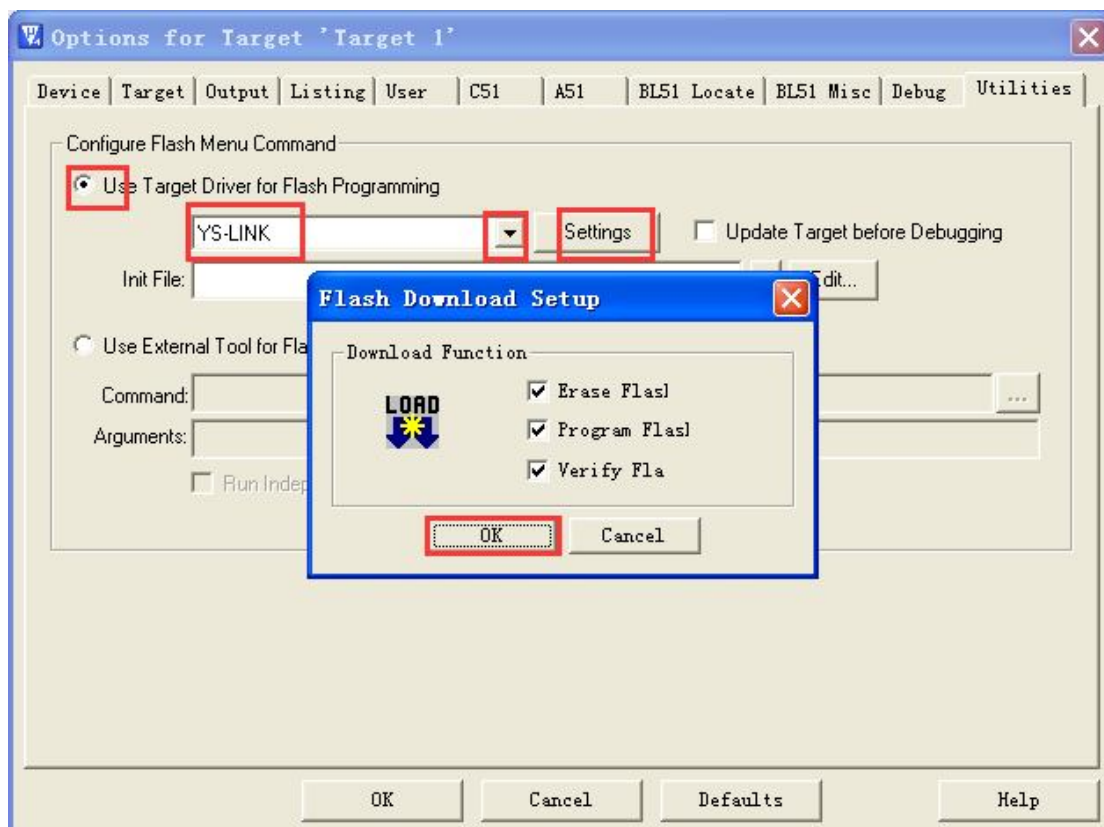 Options for Target 'Target 1'
Device Target Output Listing User C51 A51 BL51 Locate BL51 Misc Debug Utilities
Configure Flash Menu Command
Use Target Driver for Flash Programming
YS-LINK Settings Update Target before Debugging
Init File: Edit...
Flash Download Setup
Use External Tool for Fla
Download Function
Command: ...
LOAD
Erase Flas
Arguments:
Program Flas
Verify Fla
Run Indep
OK Cancel
OK Cancel Defaults Help